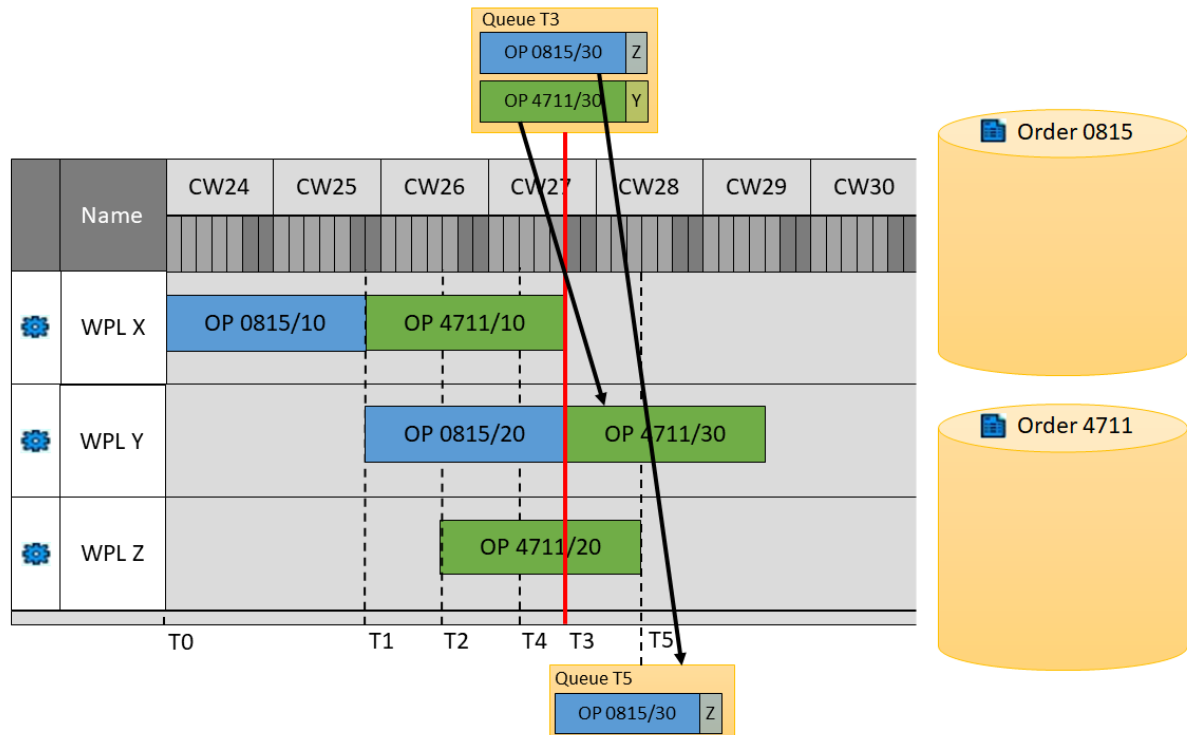 Queue T3
OP 0815/30 Z
OP 4711/30 Y
Order 0815
Name CW24 CW25 CW26 CW27 CW28 CW29 CW30
WPL X OP 0815/10 OP 4711/10
Order 4711
WPL Y OP 0815/20 OP 4711/30
WPL Z OP 4711/20
T0 T1 T2 T4 T3 T5
Queue T5
OP 0815/30 Z